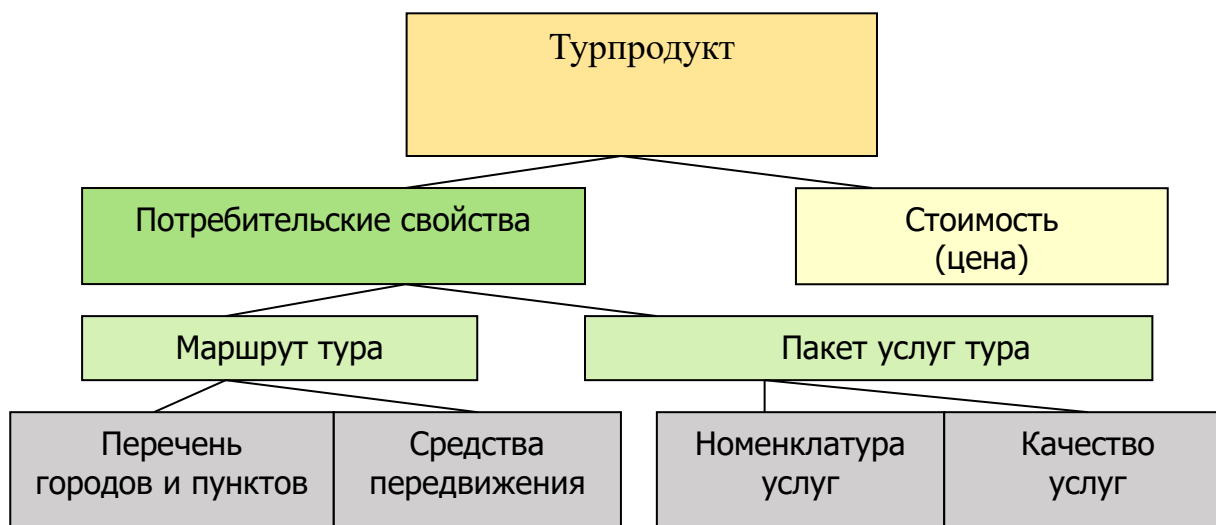 Турпродукт
Потребительские свойства
Стоимость
(цена)
Маршрут тура
Пакет услуг тура
Перечень
городов и пунктов
Средства
передвижения
Номенклатура
услуг
Качество
услуг